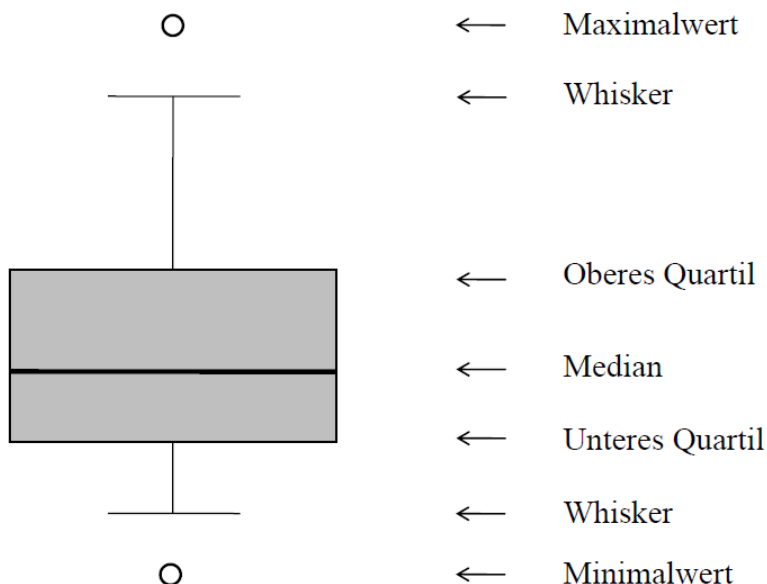 Maximalwert
Whisker
Oberes Quartil
Median
Unteres Quartil
Whisker
Minimalwert